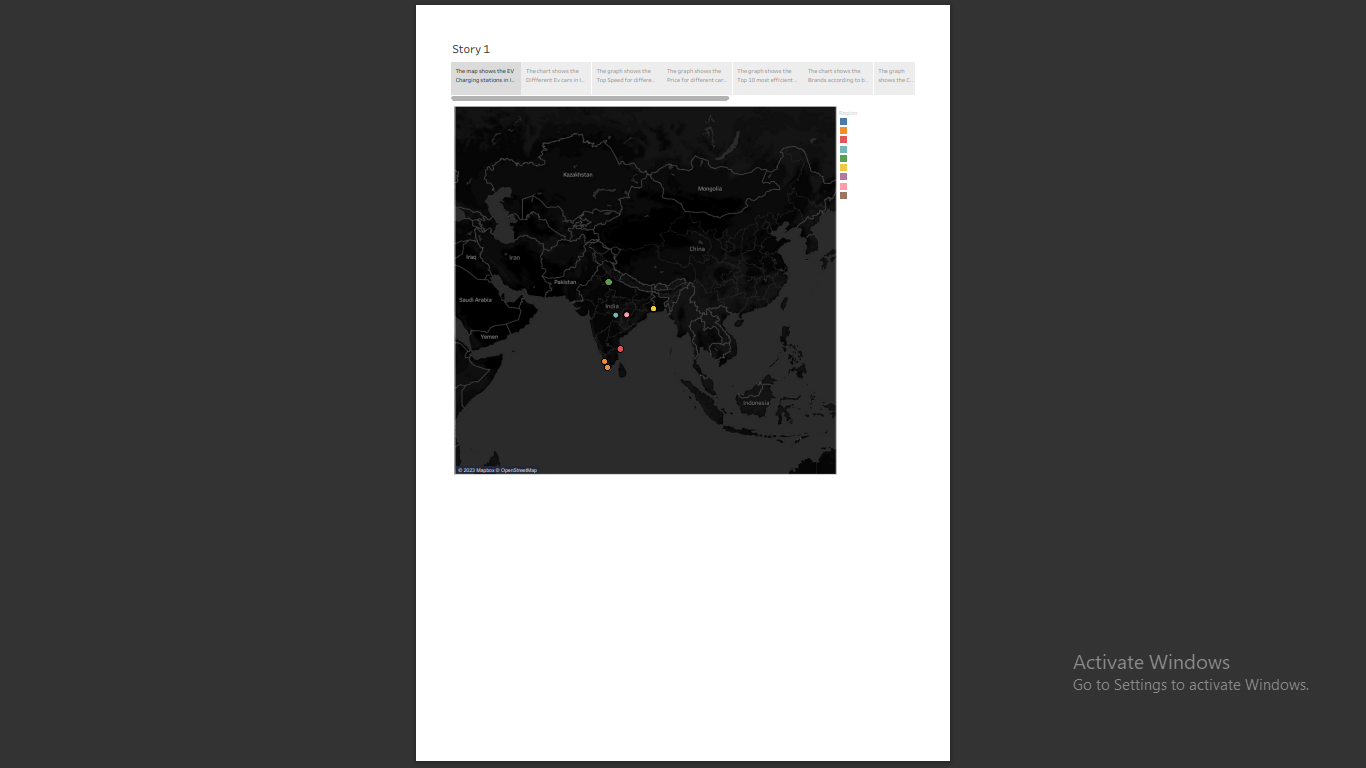 Story 1
The map shows the EV
Charging stations in I...
The chart shows the
Diffferent Ev cars in I...
The graph shows the
Top Speed for differe...
The graph shows the
Price for different car...
The graph shows the
Top 10 most efficient ...
The chart shows the
Brands according to b...
The graph
shows the C...
Region
Kazakhstan
Mongolia
China
Iraq
Iran
Pakistan
Saudi Arabia
India
Yemen
Indonesia
© 2023 Mapbox © OpenStreetMap
Activate Windows
Go to Settings to activate Windows.